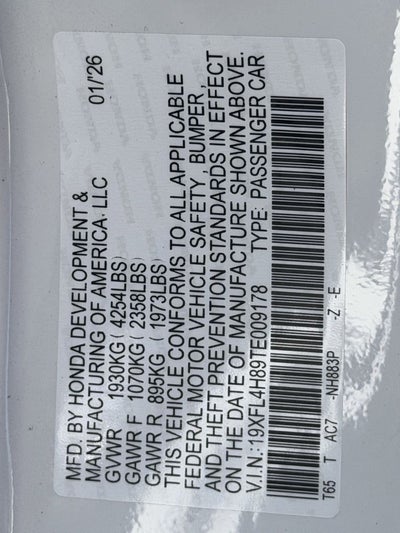 MFD. BY HONDA DEVELOPMENT &
MANUFACTURING OF AMERICA. LLC 01/'26
GVWR 1930KG ( 4254LBS)
GAWR F 1070KG ( 2358LBS)
GAWR R 895KG ( 1973LBS)
THIS VEHICLE CONFORMS TO ALL APPLICABLE
FEDERAL MOTOR VEHICLE SAFETY , BUMPER ,
AND THEFT PREVENTION STANDARDS IN EFFECT
ON THE DATE OF MANUFACTURE SHOWN ABOVE.
V.I.N.: 19XFL4H89TE009178 TYPE: PASSENGER CAR
T65 T AC7 -NH883P -Z -E